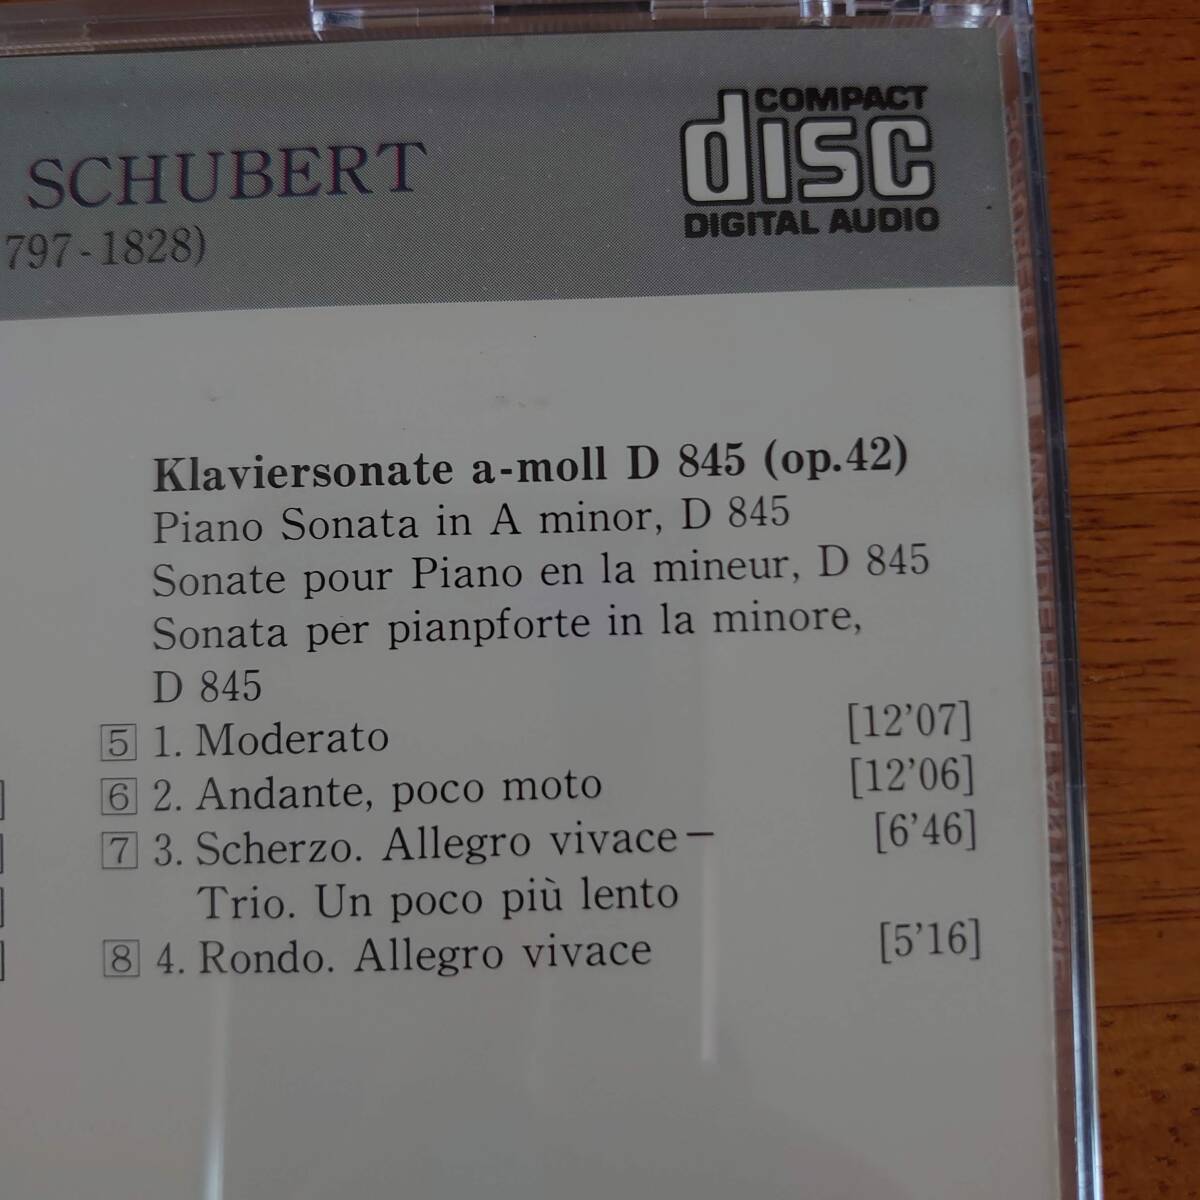 SCHUBERT
797-1828)
COMPACT
disc
DIGITAL AUDIO
Klaviersonate a-moll D 845 (op.42)
Piano Sonata in A minor, D 845
Sonate pour Piano en la mineur, D 845
Sonata per pianpforte in la minore,
D 845
5 1. Moderato [12'07]
6 2. Andante, poco moto [12'06]
7 3. Scherzo. Allegro vivace– [6'46]
Trio. Un poco più lento
8 4. Rondo. Allegro vivace [5'16]